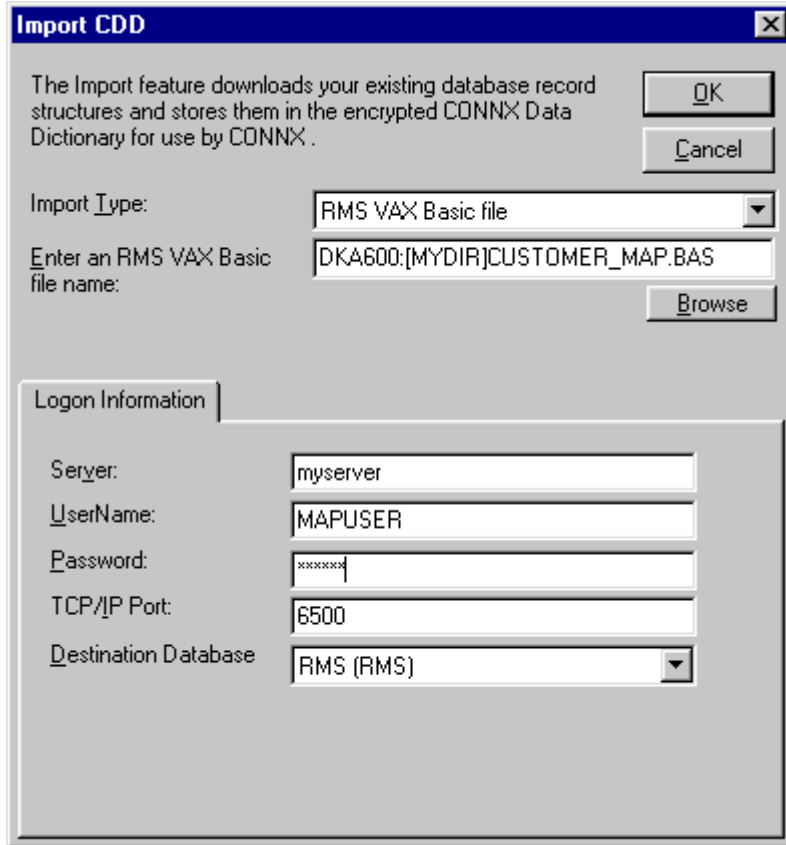 Import CDD
The Import feature downloads your existing database record
structures and stores them in the encrypted CONNX Data
Dictionary for use by CONNX .
OK
Cancel
Import Type:
RMS VAX Basic file
Enter an RMS VAX Basic
file name:
DKA600:[MYDIR]CUSTOMER_MAP.BAS
Browse
Logon Information
Server:
myserver
UserName:
MAPUSER
Password:
******
TCP/IP Port:
6500
Destination Database
RMS (RMS)